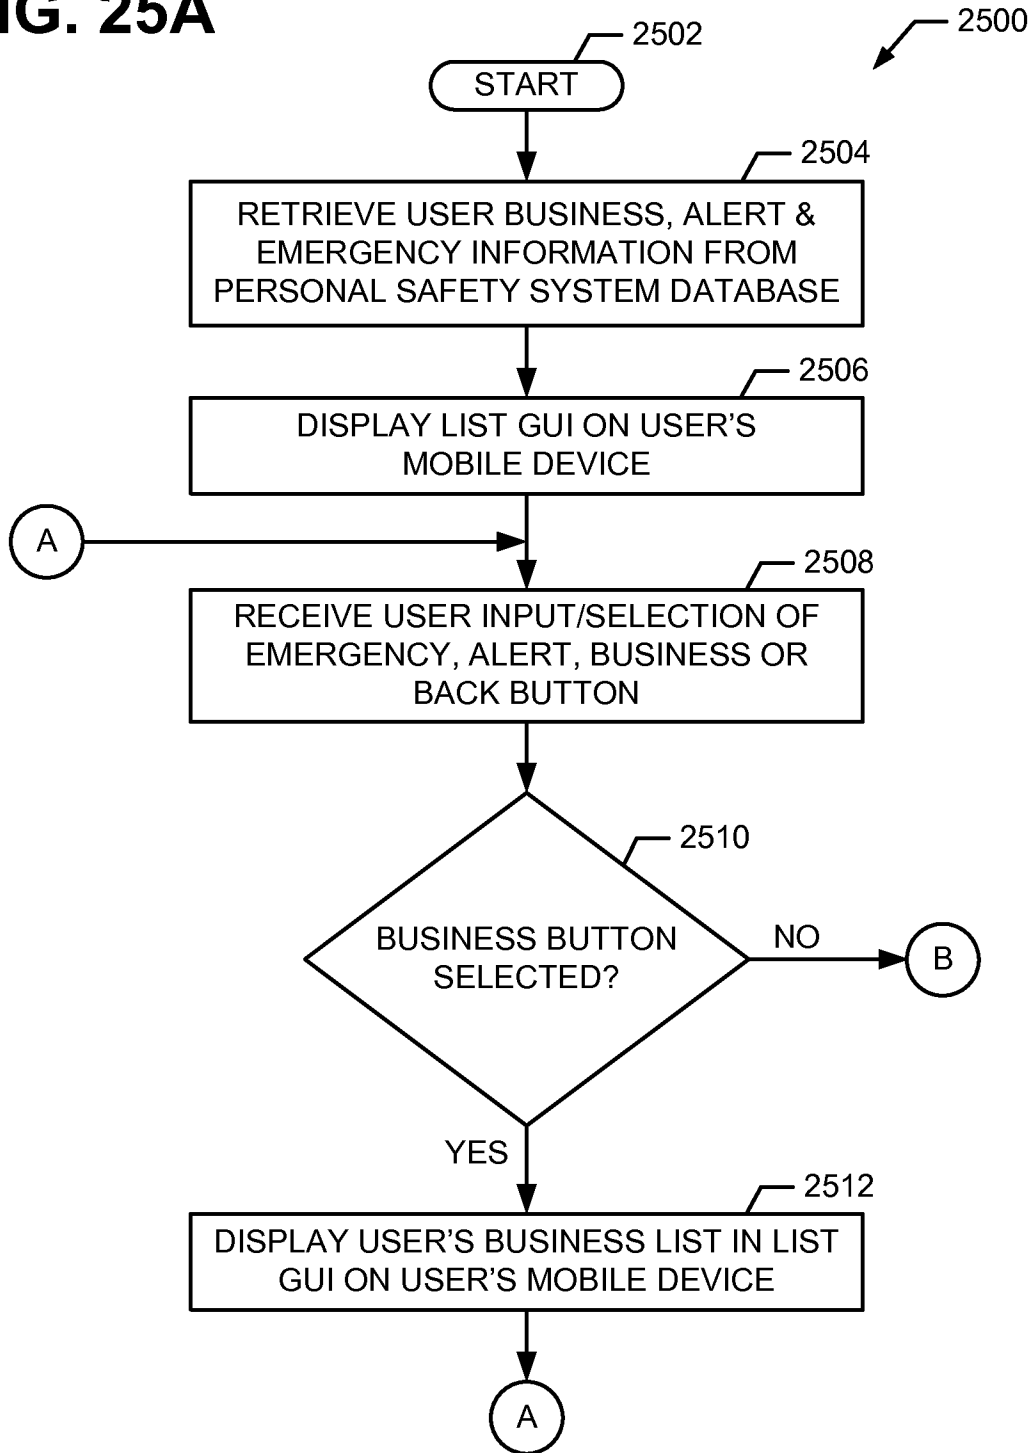 IG. 25A
2500
2502
START
2504
RETRIEVE USER BUSINESS, ALERT &
EMERGENCY INFORMATION FROM
PERSONAL SAFETY SYSTEM DATABASE
2506
DISPLAY LIST GUI ON USER'S
MOBILE DEVICE
A
2508
RECEIVE USER INPUT/SELECTION OF
EMERGENCY, ALERT, BUSINESS OR
BACK BUTTON
2510
BUSINESS BUTTON
SELECTED?
NO
B
YES
2512
DISPLAY USER'S BUSINESS LIST IN LIST
GUI ON USER'S MOBILE DEVICE
A